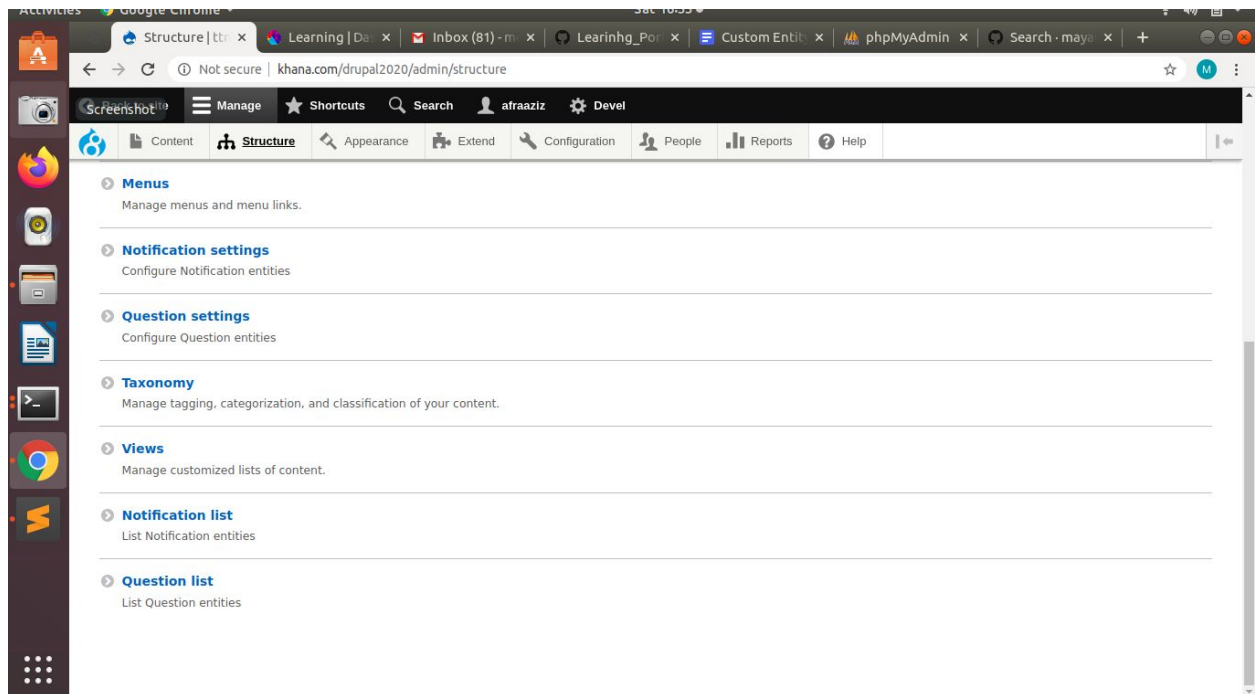 Activities Google Chrome Sat 16:55
Structure | ttn Learning | Da Inbox (81) - m Learinhg_Por Custom Entit phpMyAdmin Search · maya
Not secure | khana.com/drupal2020/admin/structure M
Screenshot Manage Shortcuts Search afraaziz Devel
Content Structure Appearance Extend Configuration People Reports Help
Menus
Manage menus and menu links.
Notification settings
Configure Notification entities
Question settings
Configure Question entities
Taxonomy
Manage tagging, categorization, and classification of your content.
Views
Manage customized lists of content.
Notification list
List Notification entities
Question list
List Question entities